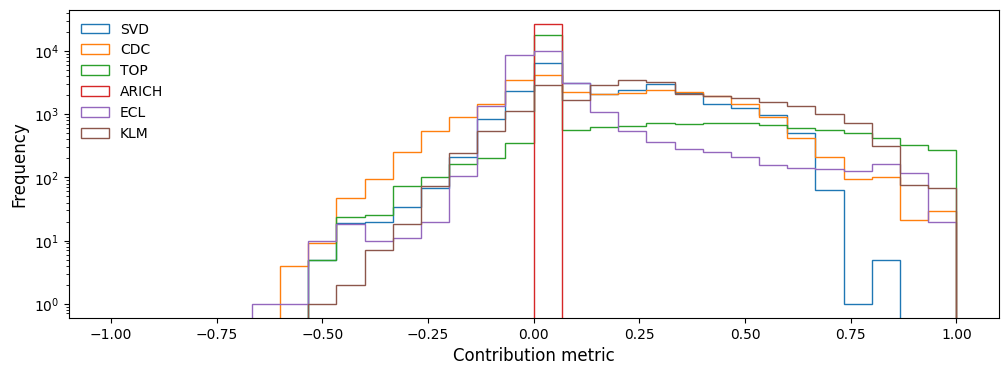 SVD
CDC
TOP
ARICH
ECL
KLM
Frequency
10⁴
10³
10²
10¹
10⁰
−1.00 −0.75 −0.50 −0.25 0.00 0.25 0.50 0.75 1.00
Contribution metric